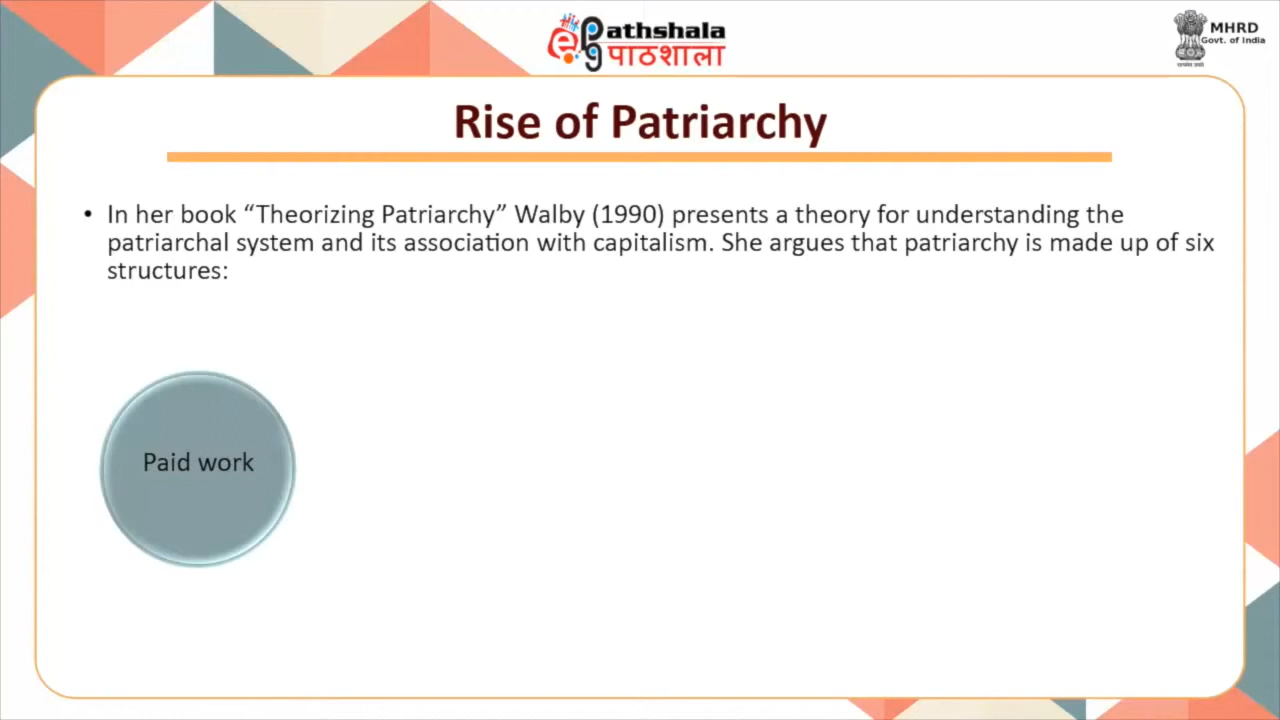 e pg Pathshala
पाठशाला
MHRD
Govt. of India
Rise of Patriarchy
• In her book “Theorizing Patriarchy” Walby (1990) presents a theory for understanding the
patriarchal system and its association with capitalism. She argues that patriarchy is made up of six
structures:
Paid work